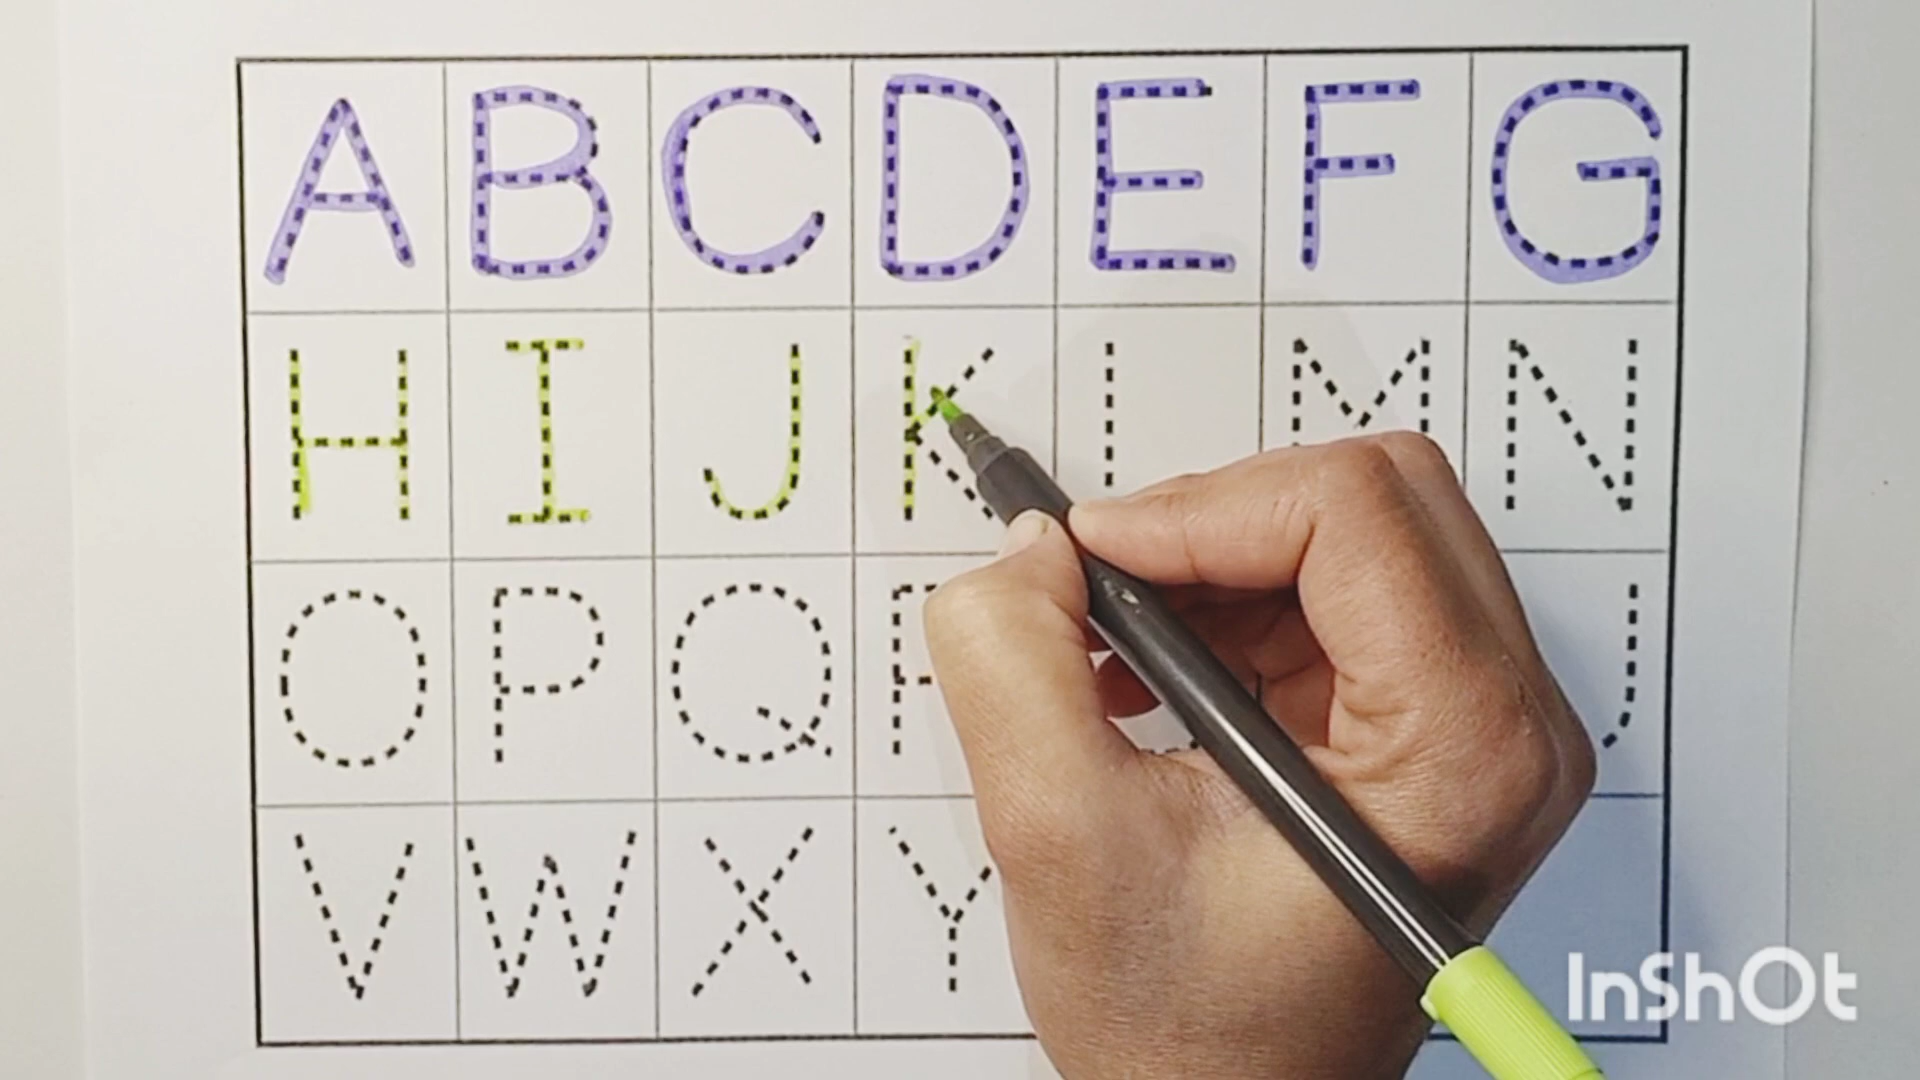 A B C D E F G
H I J K L M N
O P Q R U
V W X Y
InShOt